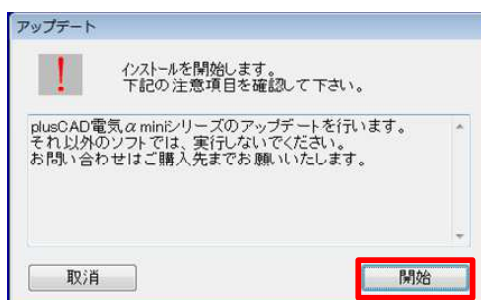 アップデート
インストールを開始します。
下記の注意項目を確認して下さい。
plusCAD電気α miniシリーズのアップデートを行います。
それ以外のソフトでは、実行しないでください。
お問い合わせはご購入先までお願いいたします。
取消
開始